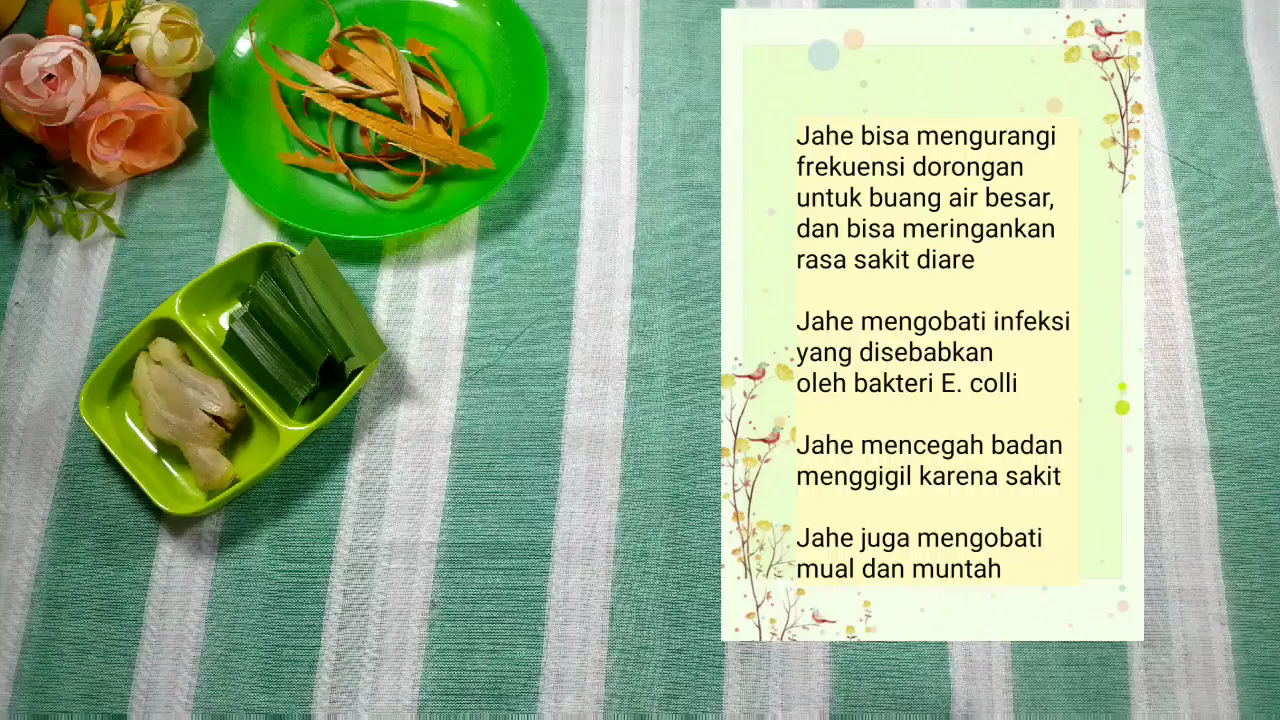 Jahe bisa mengurangi
frekuensi dorongan
untuk buang air besar,
dan bisa meringankan
rasa sakit diare
Jahe mengobati infeksi
yang disebabkan
oleh bakteri E. colli
Jahe mencegah badan
menggigil karena sakit
Jahe juga mengobati
mual dan muntah